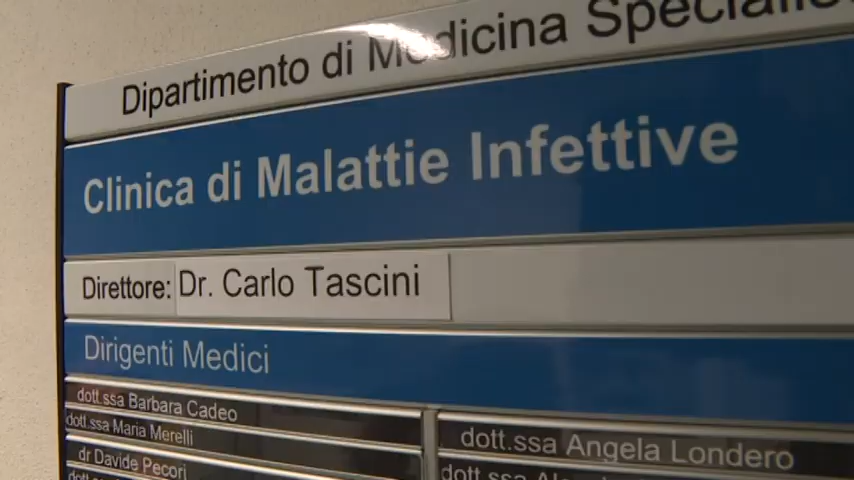 Dipartimento di Medicina
Clinica di Malattie Infettive
Direttore: Dr. Carlo Tascini
Dirigenti Medici
dott.ssa Barbara Cadeo
dott.ssa Maria Merelli
dr Davide Pecori
dott.ssa Angela Londero